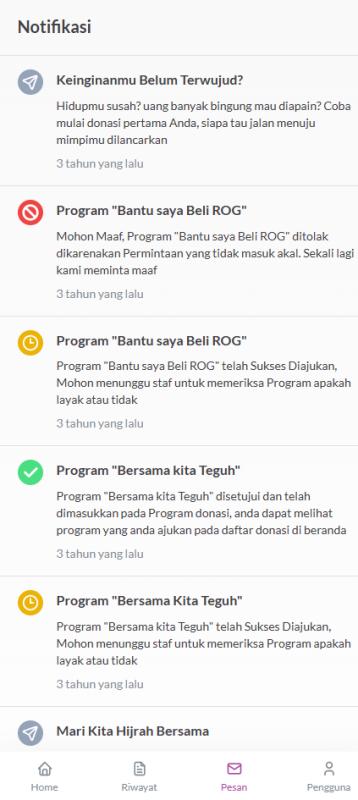 Notifikasi
Keinginanmu Belum Terwujud?
Hidupmu susah? uang banyak bingung mau diapain? Coba
mulai donasi pertama Anda, siapa tau jalan menuju
mimpimu dilancarkan
3 tahun yang lalu
Program "Bantu saya Beli ROG"
Mohon Maaf, Program "Bantu saya Beli ROG" ditolak
dikarenakan Permintaan yang tidak masuk akal. Sekali lagi
kami meminta maaf
3 tahun yang lalu
Program "Bantu saya Beli ROG"
Program "Bantu saya Beli ROG" telah Sukses Diajukan,
Mohon menunggu staf untuk memeriksa Program apakah
layak atau tidak
3 tahun yang lalu
Program "Bersama kita Teguh"
Program "Bersama kita Teguh" disetujui dan telah
dimasukkan pada Program donasi, anda dapat melihat
program yang anda ajukan pada daftar donasi di beranda
3 tahun yang lalu
Program "Bersama Kita Teguh"
Program "Bersama kita Teguh" telah Sukses Diajukan,
Mohon menunggu staf untuk memeriksa Program apakah
layak atau tidak
3 tahun yang lalu
Mari Kita Hijrah Bersama
Home
Riwayat
Pesan
Pengguna